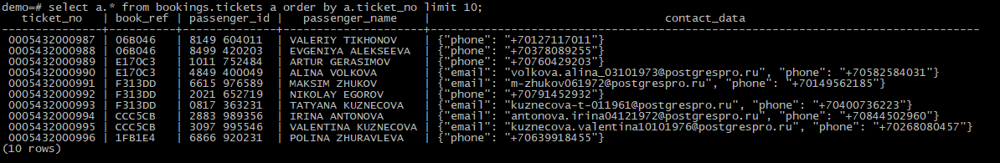 demo=# select a.* from bookings.tickets a order by a.ticket_no limit 10;
ticket_no | book_ref | passenger_id | passenger_name | contact_data
0005432000987 | 06B046 | 8149 604011 | VALERIY TIKHONOV | {"phone": "+70127117011"}
0005432000988 | 06B046 | 8499 420203 | EVGENIYA ALEKSEEVA | {"phone": "+70378089255"}
0005432000989 | E170C3 | 1011 752484 | ARTUR GERASIMOV | {"phone": "+70760429203"}
0005432000990 | E170C3 | 4849 400049 | ALINA VOLKOVA | {"email": "volkova.alina_03101973@postgrespro.ru", "phone": "+70582584031"}
0005432000991 | F313DD | 6615 976589 | MAKSIM ZHUKOV | {"email": "m-zhukov061972@postgrespro.ru", "phone": "+70149562185"}
0005432000992 | F313DD | 2021 652719 | NIKOLAY EGOROV | {"phone": "+70791452932"}
0005432000993 | F313DD | 0817 363231 | TATYANA KUZNECOVA | {"email": "kuznecova-t-011961@postgrespro.ru", "phone": "+70400736223"}
0005432000994 | CCC5CB | 2883 989356 | IRINA ANTONOVA | {"email": "antonova.irina04121972@postgrespro.ru", "phone": "+70844502960"}
0005432000995 | CCC5CB | 3097 995546 | VALENTINA KUZNECOVA | {"email": "kuznecova.valentina10101976@postgrespro.ru", "phone": "+70268080457"}
0005432000996 | 1FB1E4 | 6866 920231 | POLINA ZHURAVLEVA | {"phone": "+70639918455"}
(10 rows)